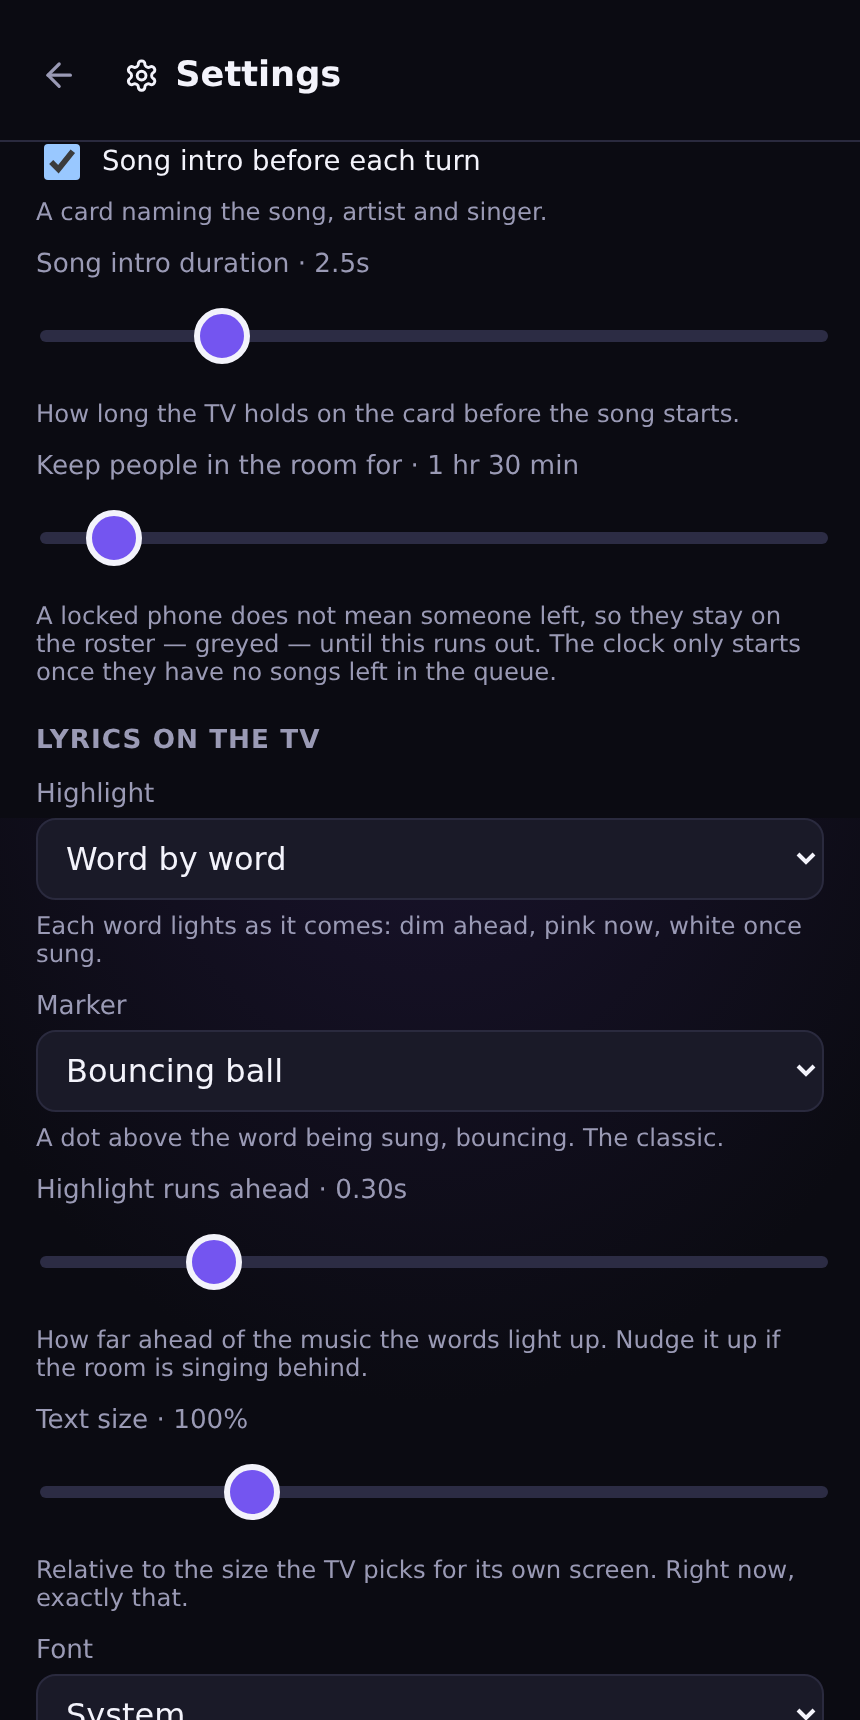 Settings
Song intro before each turn
A card naming the song, artist and singer.
Song intro duration · 2.5s
How long the TV holds on the card before the song starts.
Keep people in the room for · 1 hr 30 min
A locked phone does not mean someone left, so they stay on
the roster — greyed — until this runs out. The clock only starts
once they have no songs left in the queue.
LYRICS ON THE TV
Highlight
Word by word
Each word lights as it comes: dim ahead, pink now, white once
sung.
Marker
Bouncing ball
A dot above the word being sung, bouncing. The classic.
Highlight runs ahead · 0.30s
How far ahead of the music the words light up. Nudge it up if
the room is singing behind.
Text size · 100%
Relative to the size the TV picks for its own screen. Right now,
exactly that.
Font
System